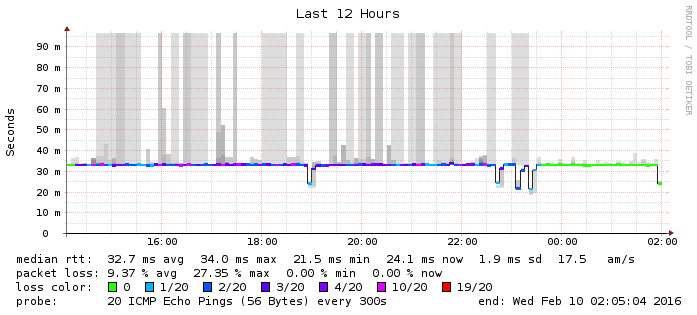 Last 12 Hours
RRDTOOL / TOBI OETIKER
Seconds
90 m
80 m
70 m
60 m
50 m
40 m
30 m
20 m
10 m
0
16:00 18:00 20:00 22:00 00:00 02:00
median rtt: 32.7 ms avg 34.0 ms max 21.5 ms min 24.1 ms now 1.9 ms sd 17.5 am/s
packet loss: 9.37 % avg 27.35 % max 0.00 % min 0.00 % now
loss color: 0 1/20 2/20 3/20 4/20 10/20 19/20
probe: 20 ICMP Echo Pings (56 Bytes) every 300s end: Wed Feb 10 02:05:04 2016